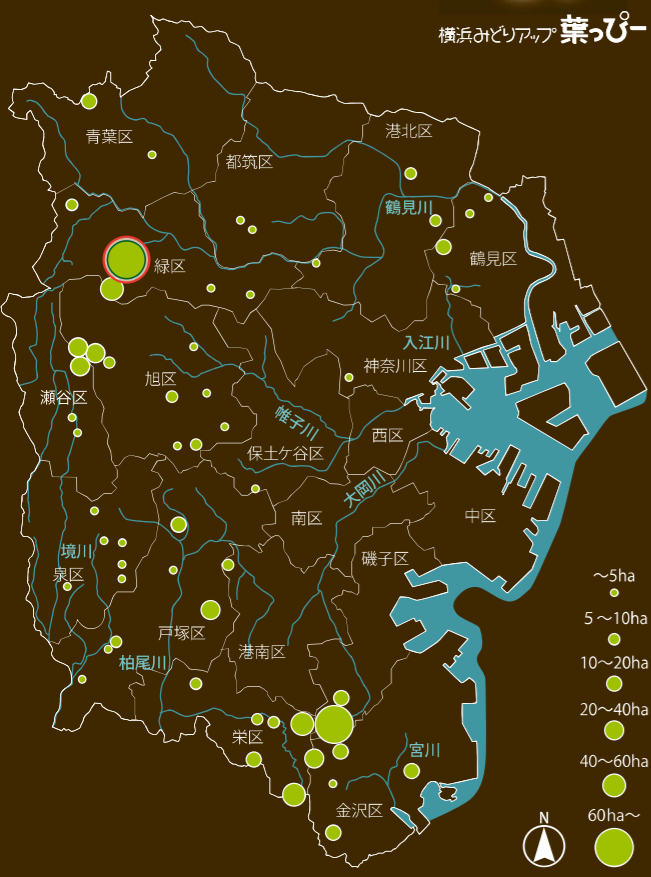 横浜みどりアップ 葉っぴー
港北区
青葉区
都筑区
鶴見川
鶴見区
緑区
入江川
神奈川区
旭区
瀬谷区
帷子川
西区
保土ケ谷区
大岡川
南区
中区
境川
磯子区
泉区
～5ha
5～10ha
戸塚区
港南区
柏尾川
10～20ha
20～40ha
栄区
宮川
40～60ha
金沢区
60ha～
N